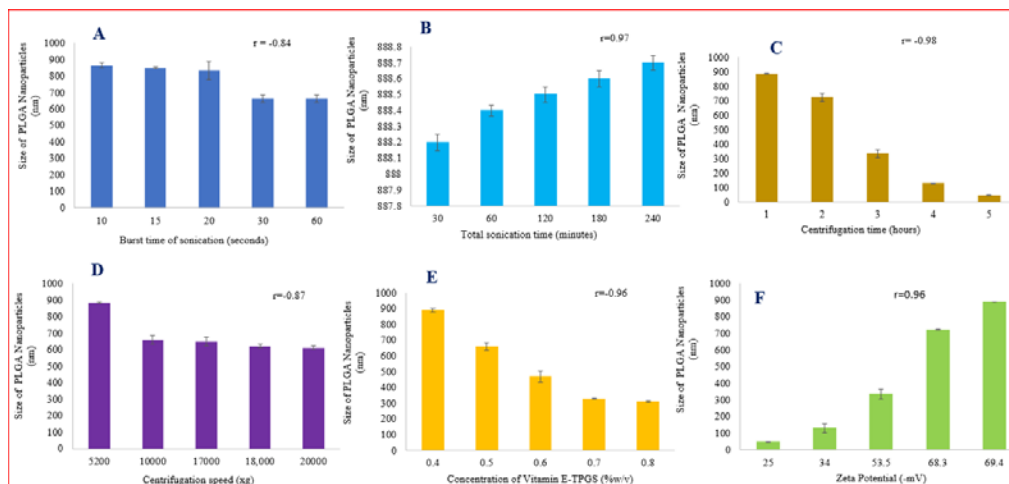 A
r = -0.84
Size of PLGA Nanoparticles
(nm)
1000
900
800
700
600
500
400
300
200
100
0
10 15 20 30 60
Burst time of sonication (seconds)
B
r=0.97
Size of PLGA Nanoparticles
(nm)
888.8
888.7
888.6
888.5
888.4
888.3
888.2
888.1
888
887.9
887.8
30 60 120 180 240
Total sonication time (minutes)
C
r= -0.98
Size of PLGA Nanoparticles
(nm)
1000
900
800
700
600
500
400
300
200
100
0
1 2 3 4 5
Centrifugation time (hours)
D
r=-0.87
Size of PLGA Nanoparticles
(nm)
1000
900
800
700
600
500
400
300
200
100
0
5200 10000 17000 18,000 20000
Centrifugation speed (xg)
E
r=-0.96
Size of PLGA Nanoparticles
(nm)
1000
900
800
700
600
500
400
300
200
100
0
0.4 0.5 0.6 0.7 0.8
Concentration of Vitamin E-TPGS (%w/v)
F
r=0.96
Size of PLGA Nanoparticles
(nm)
1000
900
800
700
600
500
400
300
200
100
0
25 34 53.5 68.3 69.4
Zeta Potential (-mV)